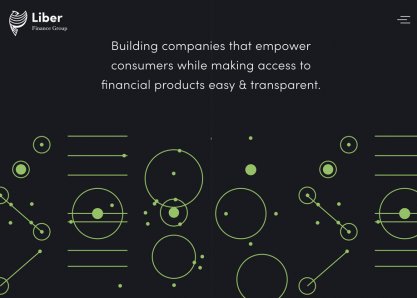 Liber
Finance Group
Building companies that empower
consumers while making access to
financial products easy & transparent.